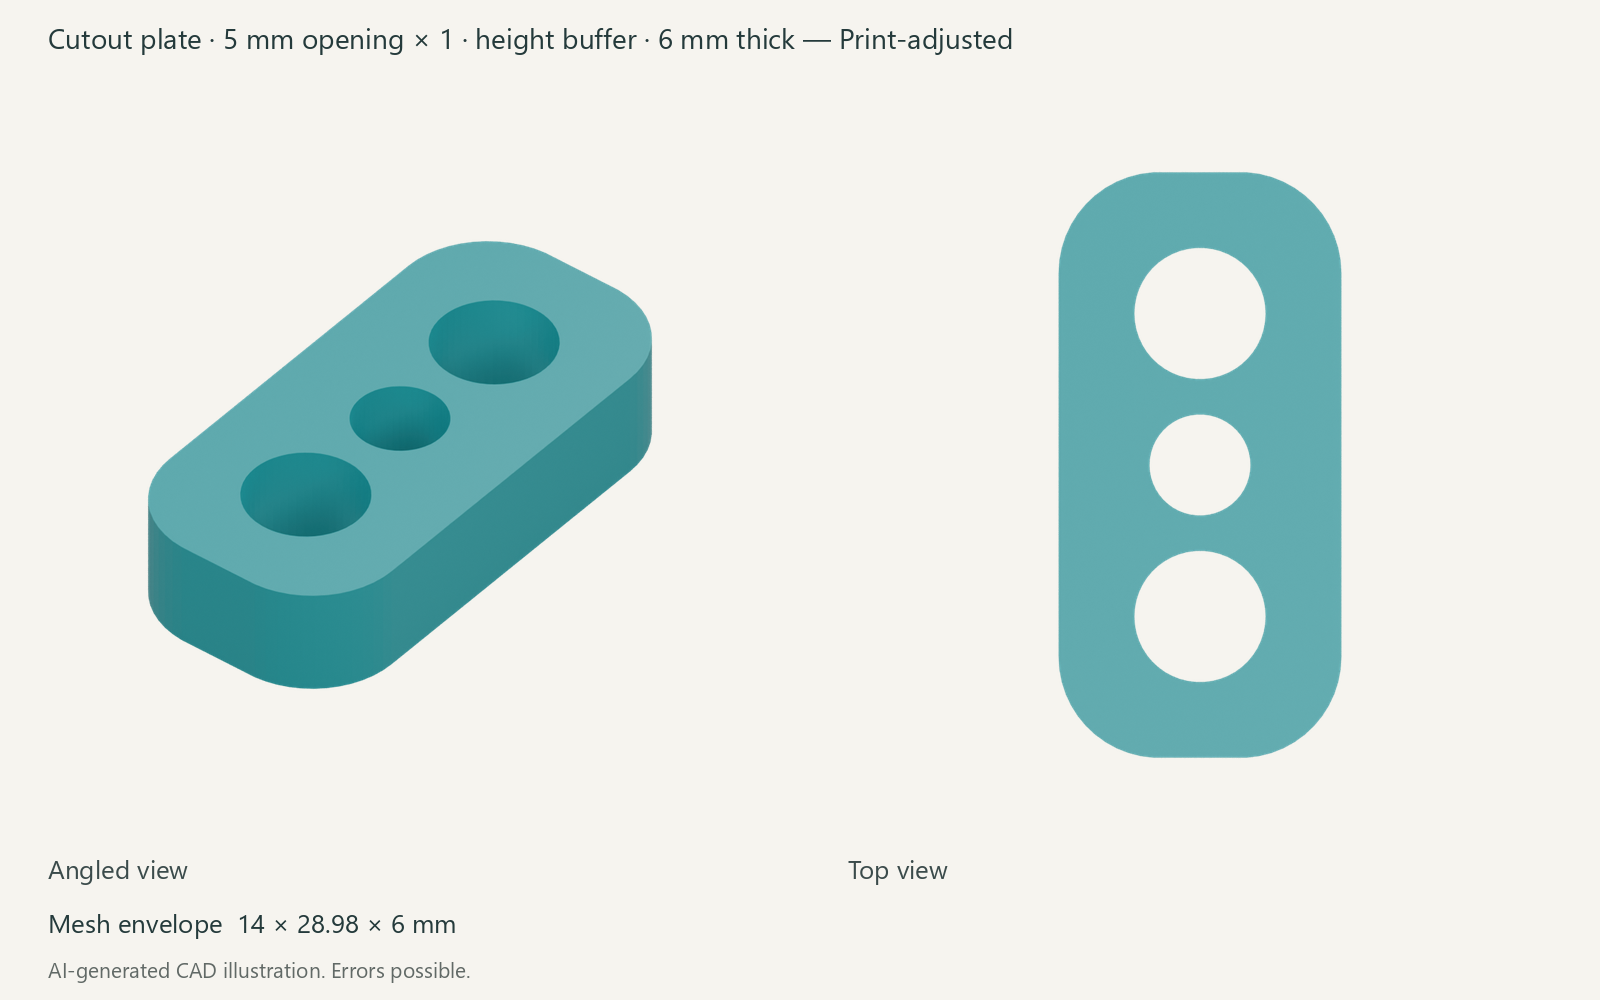 Cutout plate · 5 mm opening × 1 · height buffer · 6 mm thick — Print-adjusted
Angled view
Top view
Mesh envelope 14 × 28.98 × 6 mm
AI-generated CAD illustration. Errors possible.